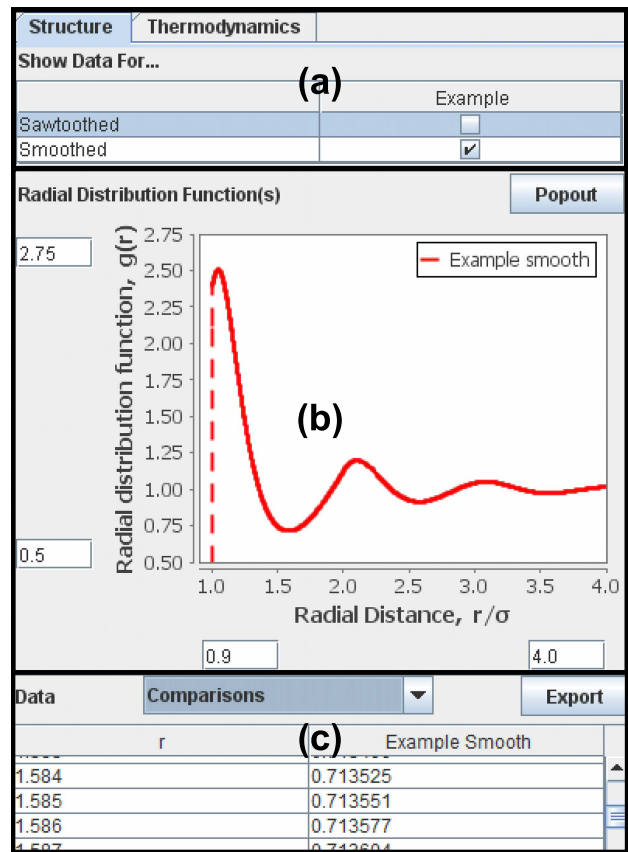 Structure Thermodynamics
Show Data For...
(a)
Example
Sawtoothed
Smoothed
Radial Distribution Function(s) Popout
2.75
0.5
Radial distribution function, g(r)
2.75
2.50
2.25
2.00
1.75
1.50
1.25
1.00
0.75
0.50
Example smooth
(b)
1.0 1.5 2.0 2.5 3.0 3.5 4.0
Radial Distance, r/σ
0.9 4.0
Data Comparisons Export
r (c) Example Smooth
1.584 0.713525
1.585 0.713551
1.586 0.713577
1.587 0.713604